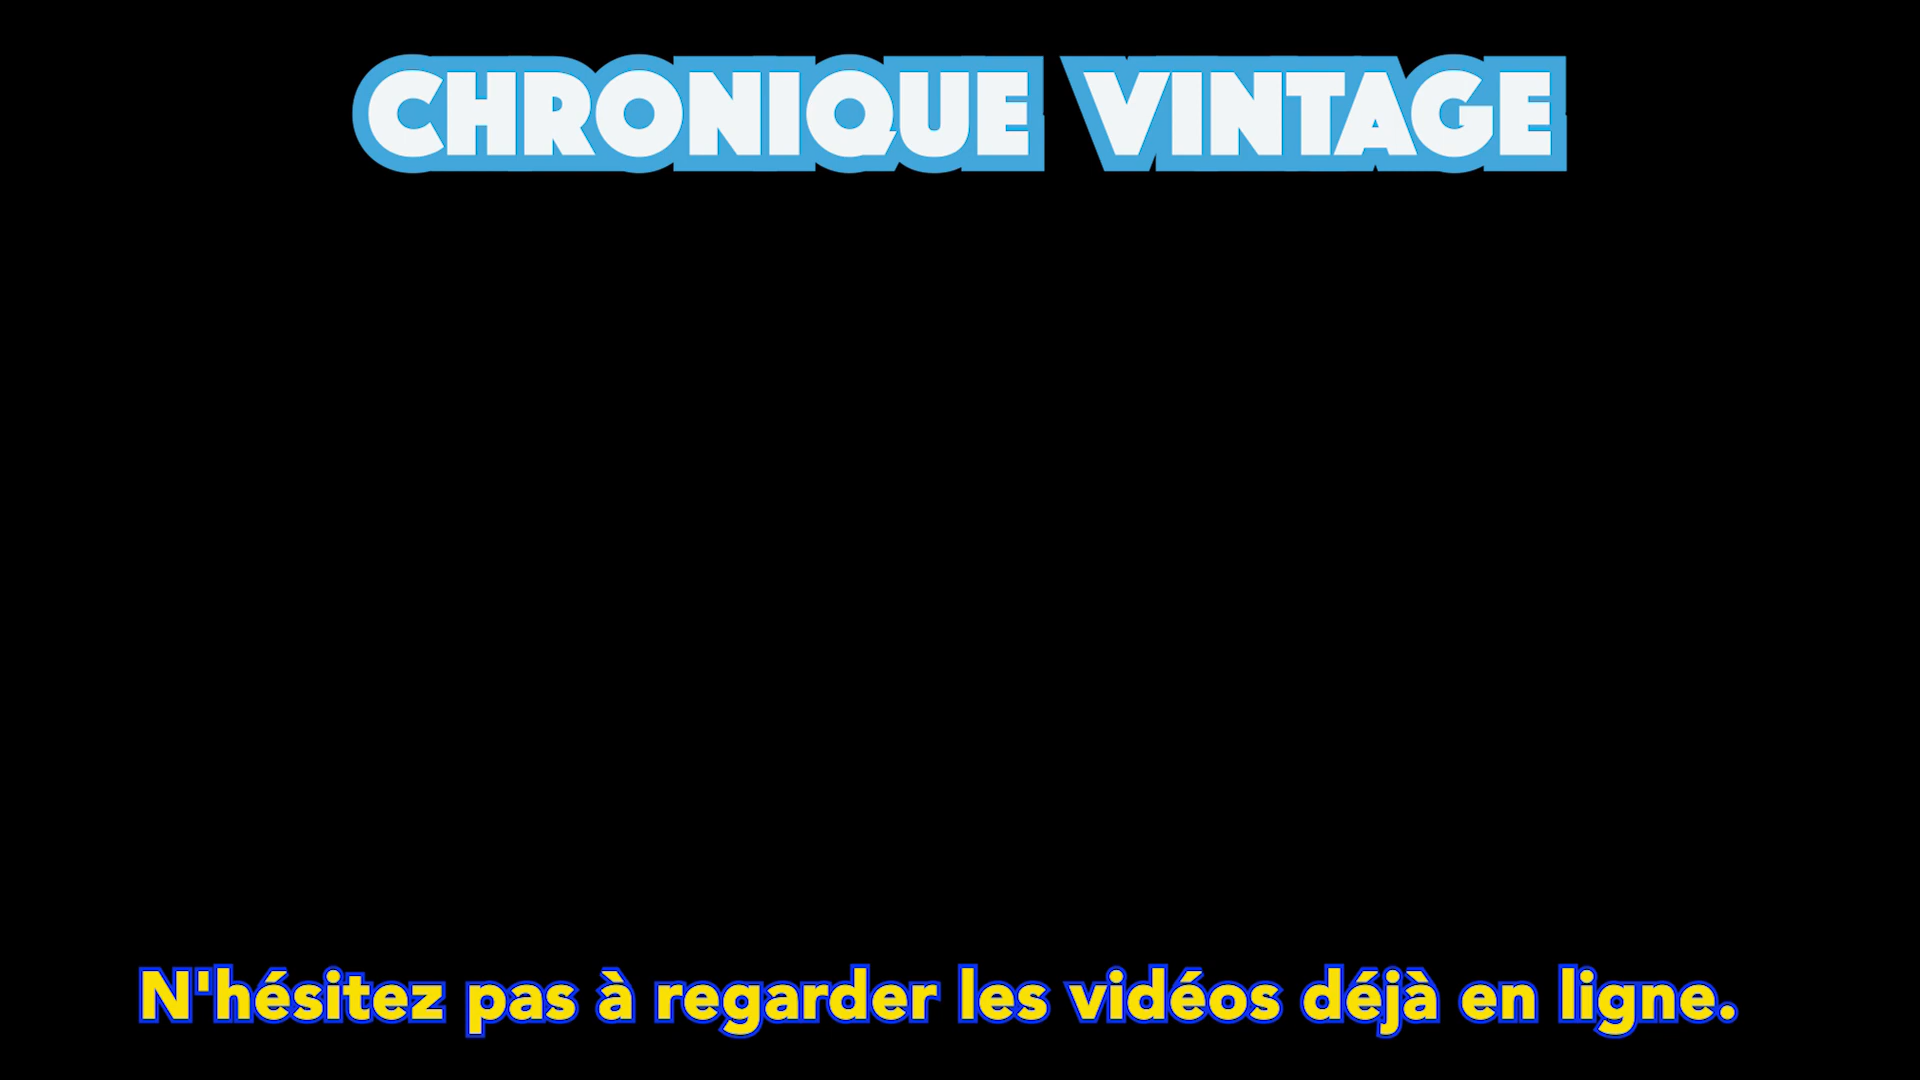 CHRONIQUE VINTAGE
N'hésitez pas à regarder les vidéos déjà en ligne.